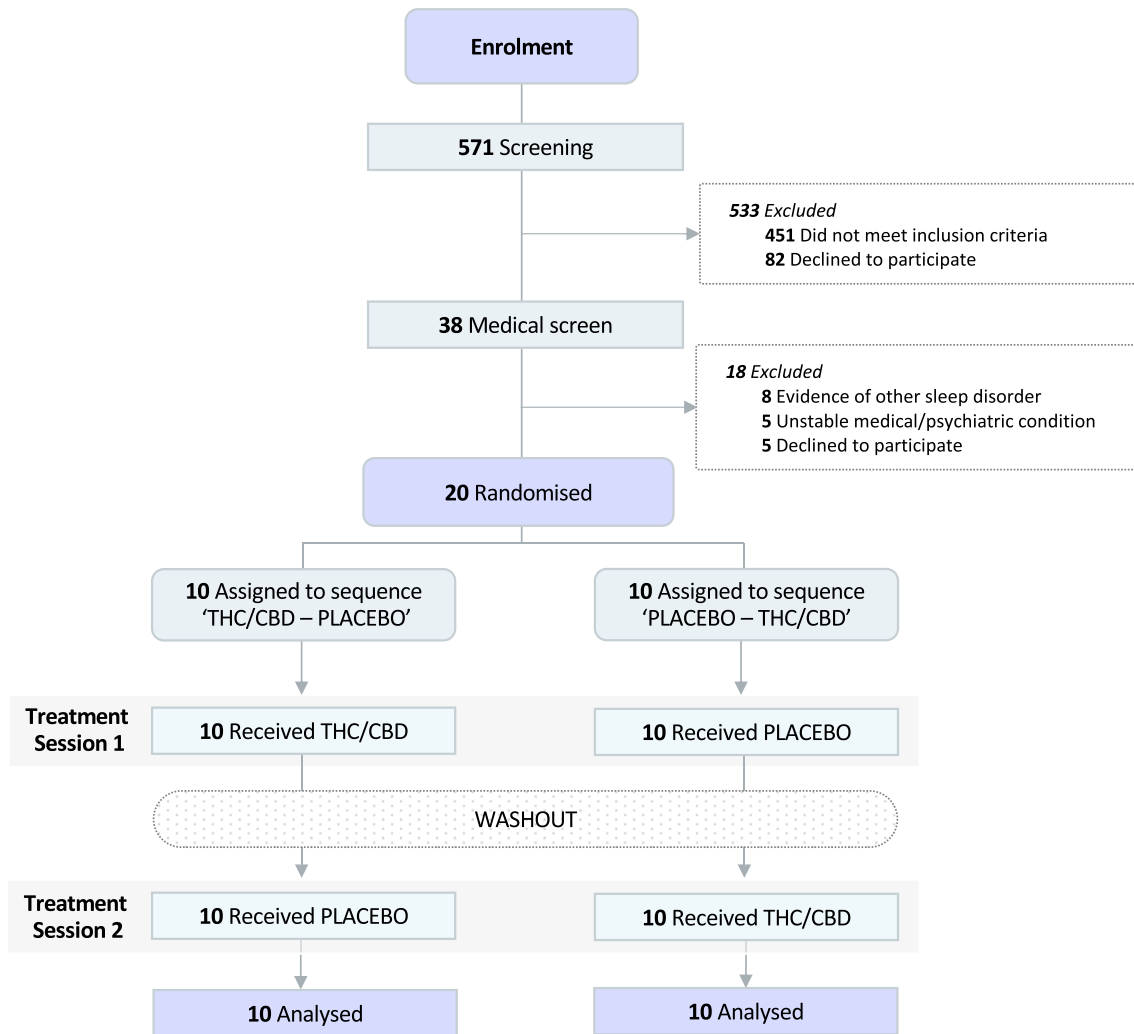 Enrolment
571 Screening
533 Excluded
451 Did not meet inclusion criteria
82 Declined to participate
38 Medical screen
18 Excluded
8 Evidence of other sleep disorder
5 Unstable medical/psychiatric condition
5 Declined to participate
20 Randomised
10 Assigned to sequence
‘THC/CBD – PLACEBO’
10 Assigned to sequence
‘PLACEBO – THC/CBD’
Treatment
Session 1
10 Received THC/CBD
10 Received PLACEBO
WASHOUT
Treatment
Session 2
10 Received PLACEBO
10 Received THC/CBD
10 Analysed
10 Analysed